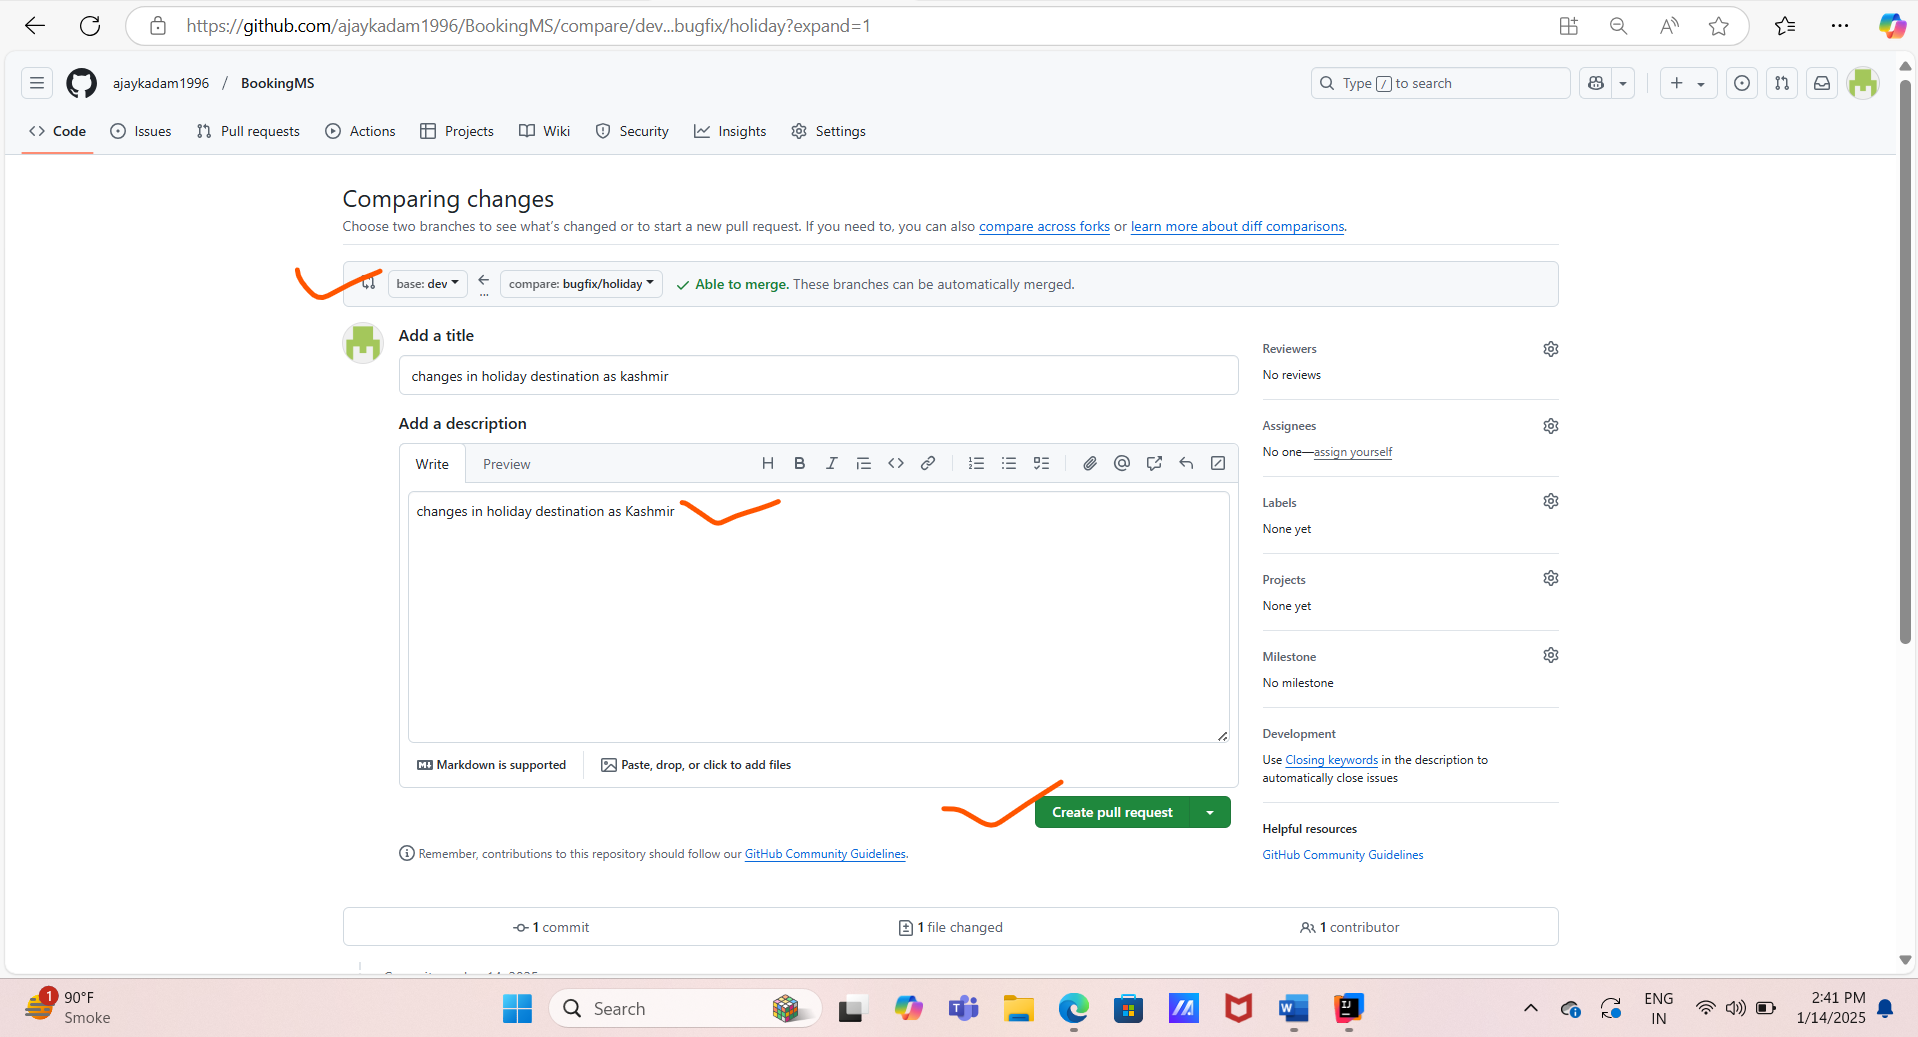 https://github.com/ajaykadam1996/BookingMS/compare/dev...bugfix/holiday?expand=1
ajaykadam1996 / BookingMS
Type / to search
Code Issues Pull requests Actions Projects Wiki Security Insights Settings
Comparing changes
Choose two branches to see what's changed or to start a new pull request. If you need to, you can also compare across forks or learn more about diff comparisons.
base: dev ... compare: bugfix/holiday Able to merge. These branches can be automatically merged.
Add a title
changes in holiday destination as kashmir
Add a description
Write Preview
changes in holiday destination as Kashmir
Markdown is supported
Paste, drop, or click to add files
Create pull request
Remember, contributions to this repository should follow our GitHub Community Guidelines.
Reviewers
No reviews
Assignees
No one—assign yourself
Labels
None yet
Projects
None yet
Milestone
No milestone
Development
Use Closing keywords in the description to
automatically close issues
Helpful resources
GitHub Community Guidelines
1 commit
1 file changed
1 contributor
1
90°F
Smoke
Search
ENG
IN
2:41 PM
1/14/2025